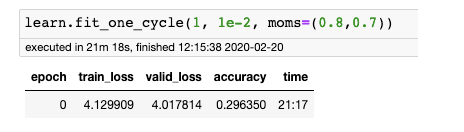 learn.fit_one_cycle(1, 1e-2, moms=(0.8,0.7))
executed in 21m 18s, finished 12:15:38 2020-02-20
epoch train_loss valid_loss accuracy time
0 4.129909 4.017814 0.296350 21:17